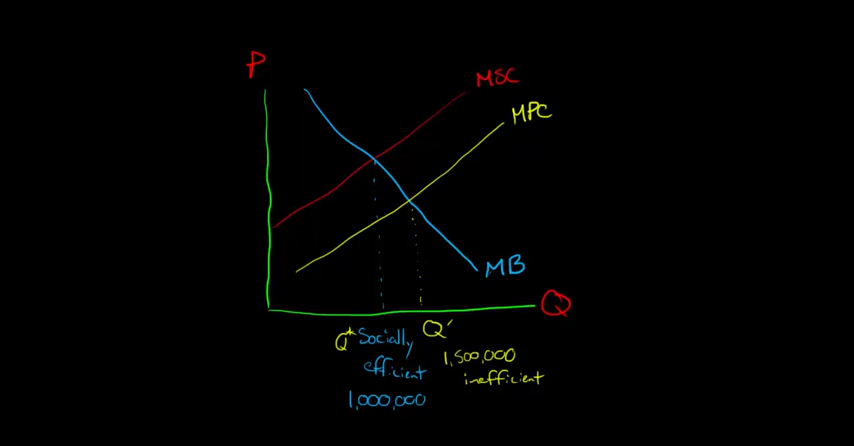 P
MSC
MPC
MB
Q
Q* Socially
efficient
1,000,000
Q'
1,500,000
inefficient